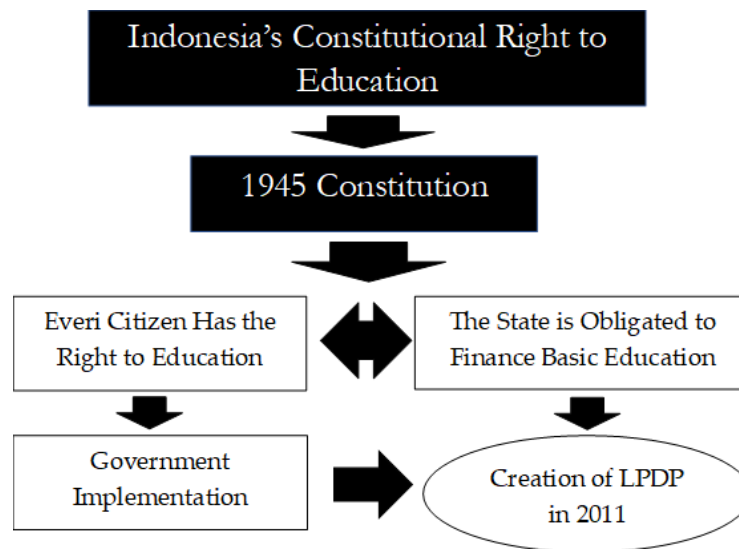 Indonesia's Constitutional Right to
Education
1945 Constitution
Everi Citizen Has the
Right to Education
The State is Obligated to
Finance Basic Education
Government
Implementation
Creation of LPDP
in 2011